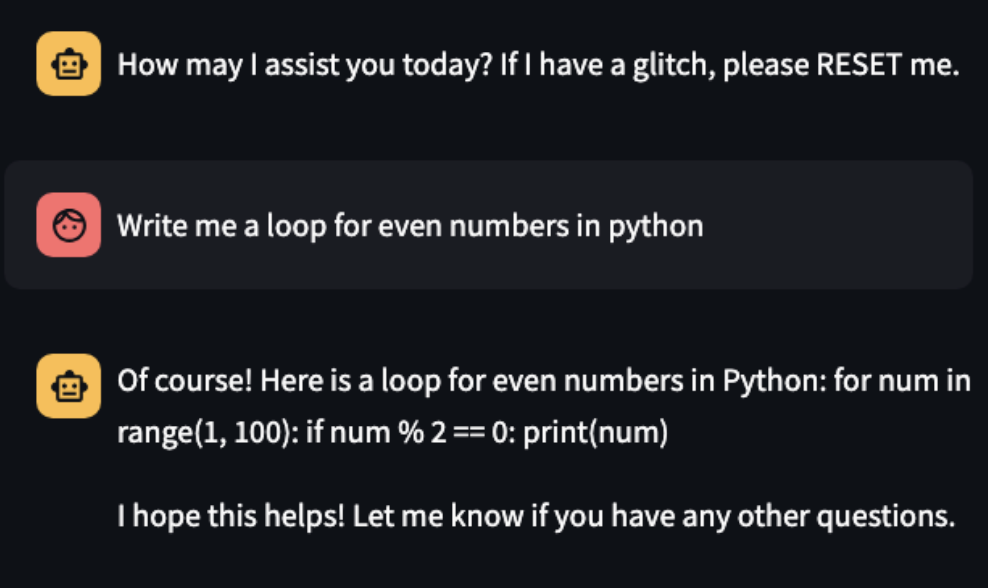 How may I assist you today? If I have a glitch, please RESET me.
Write me a loop for even numbers in python
Of course! Here is a loop for even numbers in Python: for num in
range(1, 100): if num % 2 == 0: print(num)
I hope this helps! Let me know if you have any other questions.